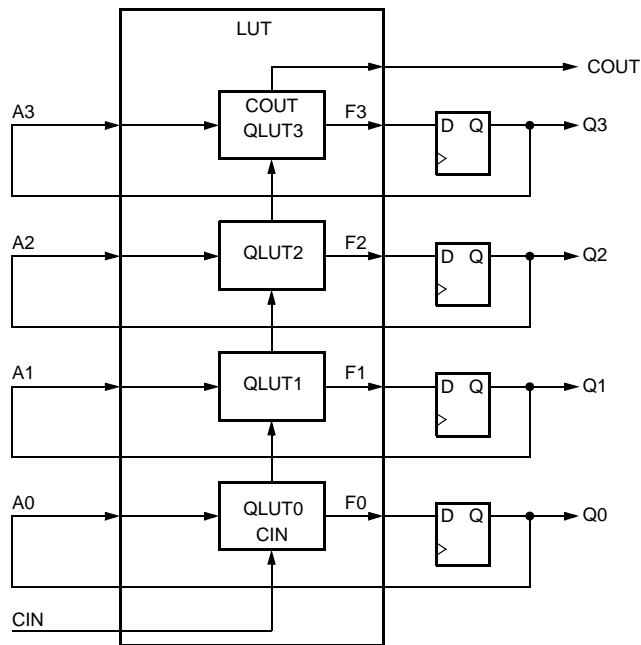 LUT
COUT
A3
COUT
QLUT3
F3
D Q
Q3
A2
QLUT2
F2
D Q
Q2
A1
QLUT1
F1
D Q
Q1
A0
QLUT0
CIN
F0
D Q
Q0
CIN